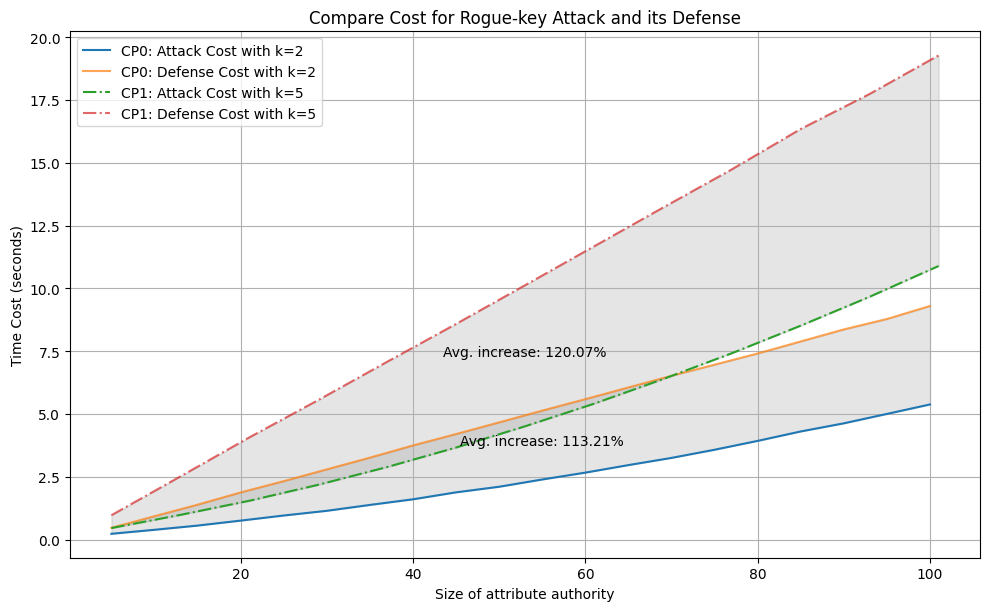 Compare Cost for Rogue-key Attack and its Defense
CP0: Attack Cost with k=2
CP0: Defense Cost with k=2
CP1: Attack Cost with k=5
CP1: Defense Cost with k=5
Time Cost (seconds)
20.0
17.5
15.0
12.5
10.0
7.5
5.0
2.5
0.0
Avg. increase: 120.07%
Avg. increase: 113.21%
20
40
60
80
100
Size of attribute authority